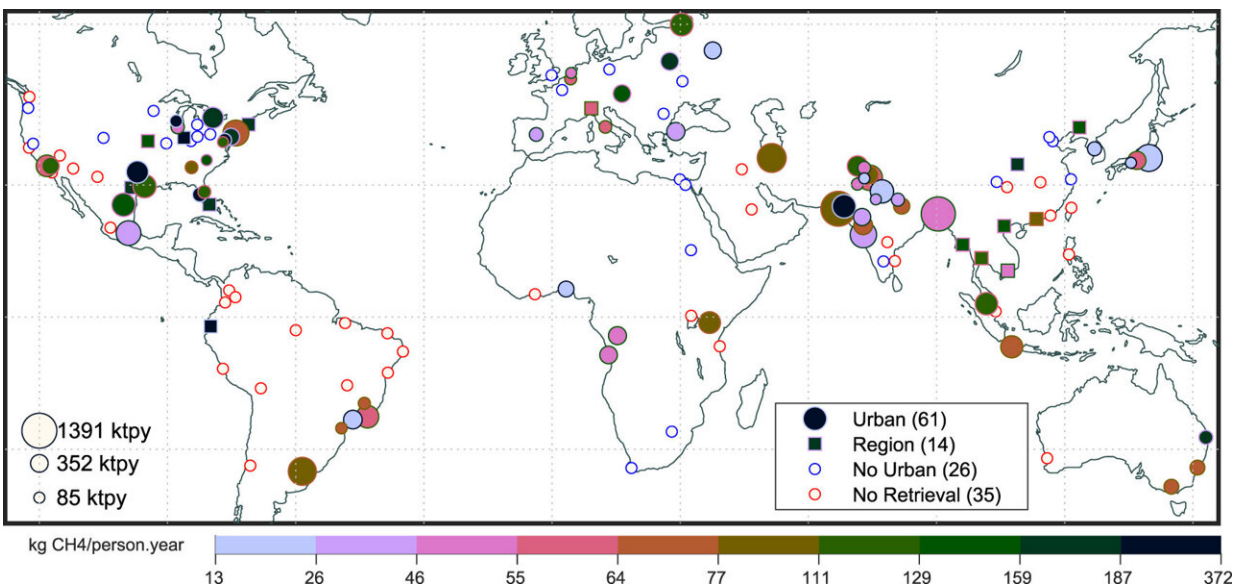 1391 ktpy
352 ktpy
85 ktpy
Urban (61)
Region (14)
No Urban (26)
No Retrieval (35)
kg CH4/person.year
13 26 46 55 64 77 111 129 159 187 372